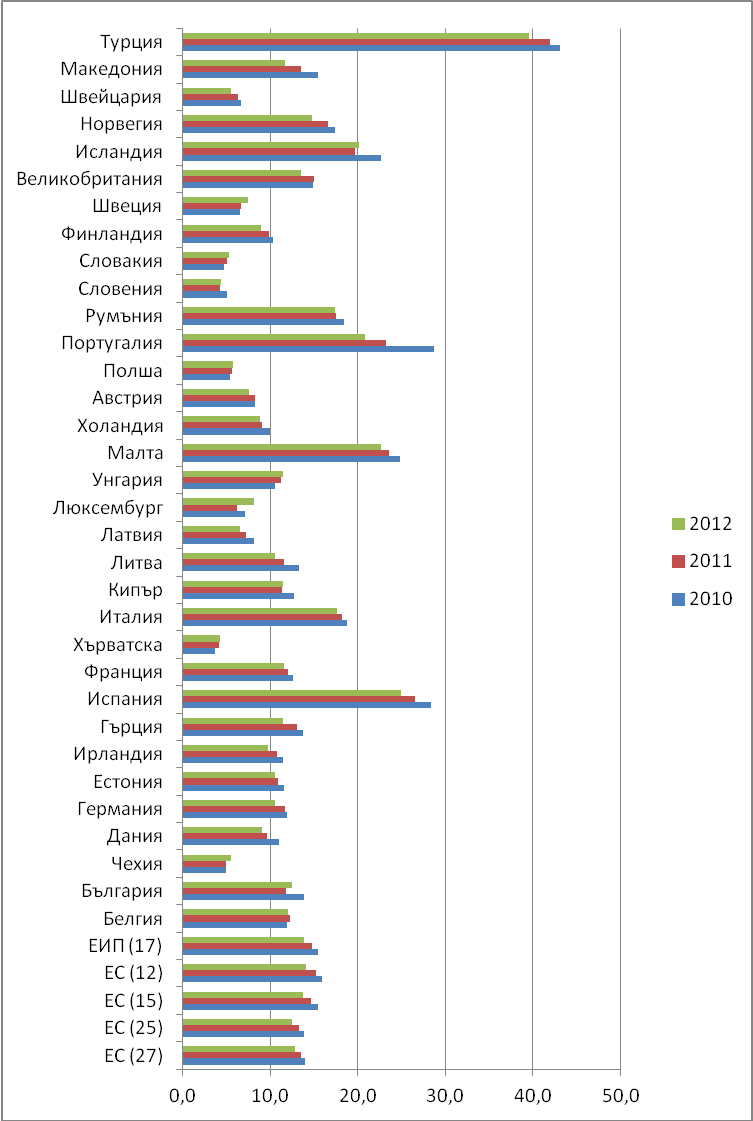 Турция
Македония
Швейцария
Норвегия
Исландия
Великобритания
Швеция
Финландия
Словакия
Словения
Румъния
Португалия
Полша
Австрия
Холандия
Малта
Унгария
Люксембург
Латвия
Литва
Кипър
Италия
Хърватска
Франция
Испания
Гърция
Ирландия
Естония
Германия
Дания
Чехия
България
Белгия
ЕИП (17)
ЕС (12)
ЕС (15)
ЕС (25)
ЕС (27)
0,0 10,0 20,0 30,0 40,0 50,0
2012
2011
2010